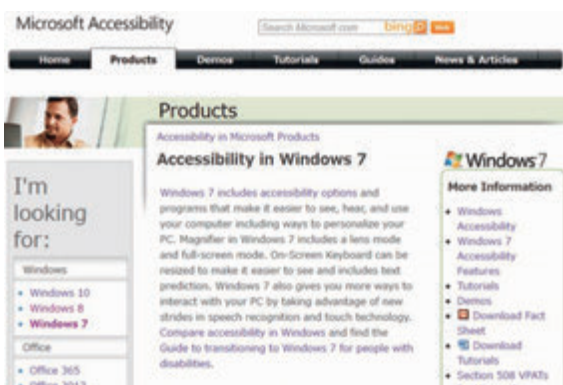 Microsoft Accessibility
Search Microsoft.com bing
Home Products Demos Tutorials Guides News & Articles
Products
Accessibility in Microsoft Products
Accessibility in Windows 7
Windows 7 includes accessibility options and
programs that make it easier to see, hear, and use
your computer including ways to personalize your
PC. Magnifier in Windows 7 includes a lens mode
and full-screen mode. On-Screen Keyboard can be
resized to make it easier to see and includes text
prediction. Windows 7 also gives you more ways to
interact with your PC by taking advantage of new
strides in speech recognition and touch technology.
Compare accessibility in Windows and find the
Guide to transitioning to Windows 7 for people with
disabilities.
I'm
looking
for:
Windows
Windows 10
Windows 8
Windows 7
Office
Office 365
Office 2013
Windows 7
More Information
Windows
Accessibility
Windows 7
Accessibility
Features
Tutorials
Demos
Download Fact
Sheet
Download
Tutorials
Section 508 VPATs